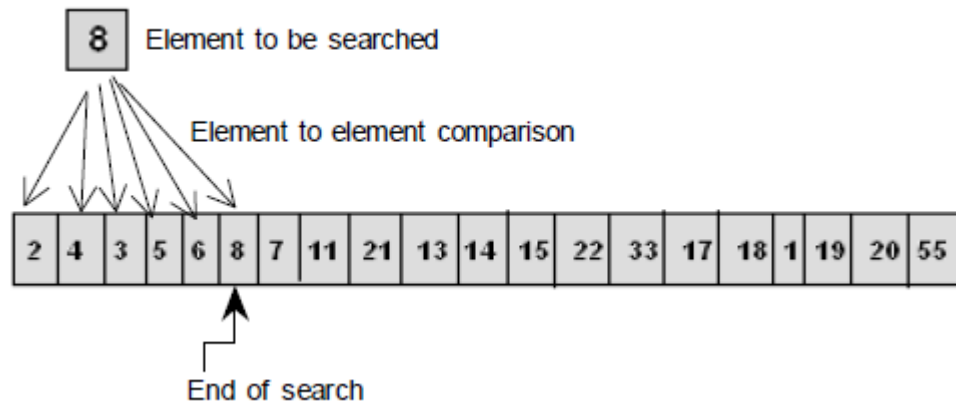 8 Element to be searched
Element to element comparison
2 4 3 5 6 8 7 11 21 13 14 15 22 33 17 18 1 19 20 55
End of search